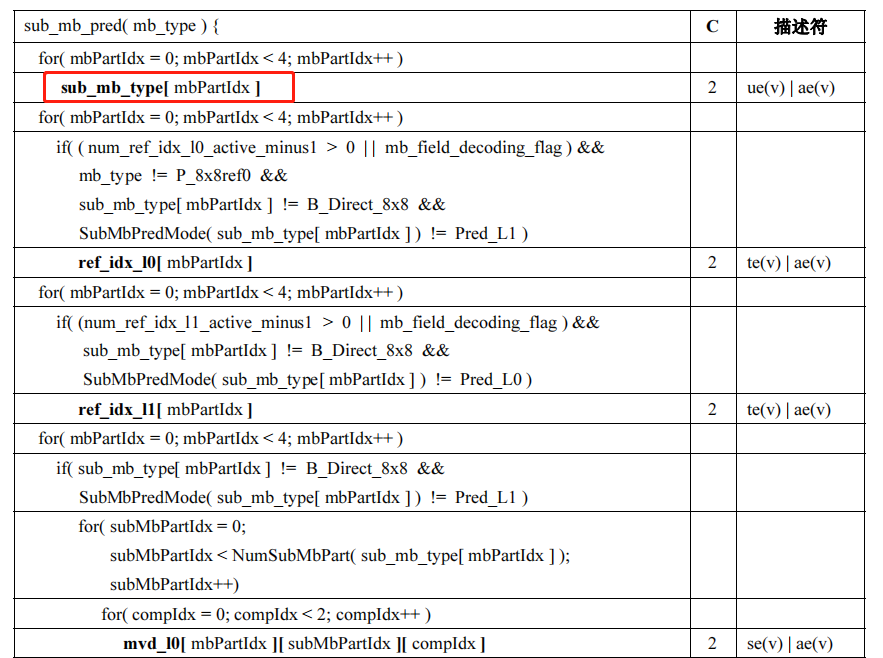 sub_mb_pred( mb_type ) { C 描述符
for( mbPartIdx = 0; mbPartIdx < 4; mbPartIdx++ )
sub_mb_type[ mbPartIdx ] 2 ue(v) | ae(v)
for( mbPartIdx = 0; mbPartIdx < 4; mbPartIdx++ )
if( ( num_ref_idx_l0_active_minus1 > 0 | | mb_field_decoding_flag ) &&
mb_type != P_8x8ref0 &&
sub_mb_type[ mbPartIdx ] != B_Direct_8x8 &&
SubMbPredMode( sub_mb_type[ mbPartIdx ] ) != Pred_L1 )
ref_idx_l0[ mbPartIdx ] 2 te(v) | ae(v)
for( mbPartIdx = 0; mbPartIdx < 4; mbPartIdx++ )
if( (num_ref_idx_l1_active_minus1 > 0 | | mb_field_decoding_flag ) &&
sub_mb_type[ mbPartIdx ] != B_Direct_8x8 &&
SubMbPredMode( sub_mb_type[ mbPartIdx ] ) != Pred_L0 )
ref_idx_l1[ mbPartIdx ] 2 te(v) | ae(v)
for( mbPartIdx = 0; mbPartIdx < 4; mbPartIdx++ )
if( sub_mb_type[ mbPartIdx ] != B_Direct_8x8 &&
SubMbPredMode( sub_mb_type[ mbPartIdx ] ) != Pred_L1 )
for( subMbPartIdx = 0;
subMbPartIdx < NumSubMbPart( sub_mb_type[ mbPartIdx ] );
subMbPartIdx++)
for( compIdx = 0; compIdx < 2; compIdx++ )
mvd_l0[ mbPartIdx ][ subMbPartIdx ][ compIdx ] 2 se(v) | ae(v)